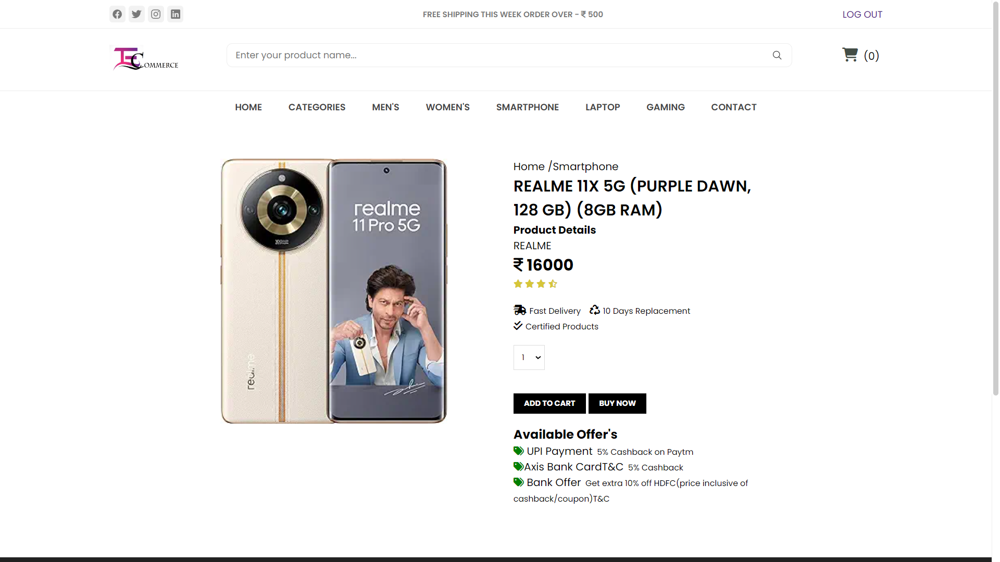 FREE SHIPPING THIS WEEK ORDER OVER - ₹ 500
LOG OUT
EC OMMERCE
Enter your product name...
(0)
HOME CATEGORIES MEN'S WOMEN'S SMARTPHONE LAPTOP GAMING CONTACT
realme
11 Pro 5G
realme
Home /Smartphone
REALME 11X 5G (PURPLE DAWN,
128 GB) (8GB RAM)
Product Details
REALME
₹ 16000
Fast Delivery 10 Days Replacement
Certified Products
1
ADD TO CART BUY NOW
Available Offer's
UPI Payment 5% Cashback on Paytm
Axis Bank CardT&C 5% Cashback
Bank Offer Get extra 10% off HDFC(price inclusive of
cashback/coupon)T&C